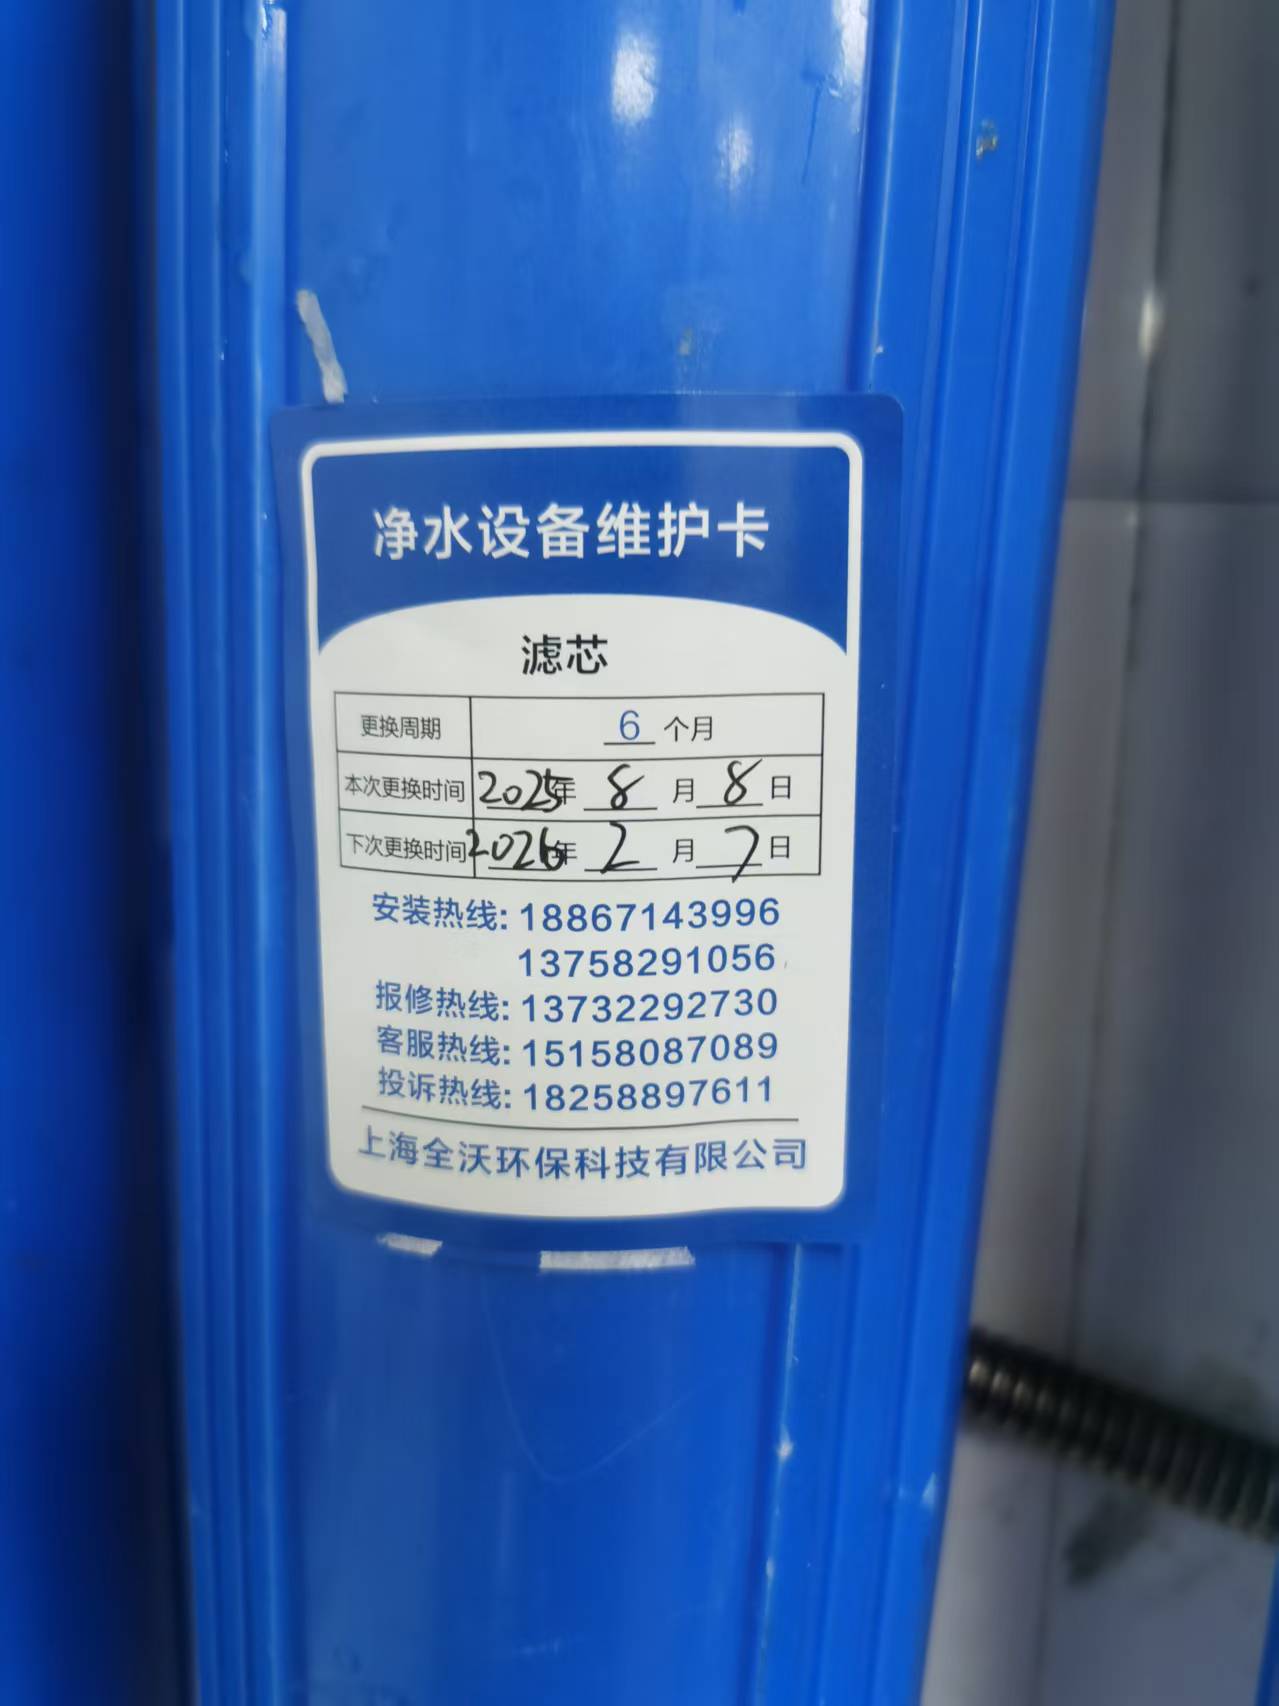 净水设备维护卡
滤芯
更换周期 6 个月
本次更换时间 2025年 8 月 8 日
下次更换时间 2026年 2 月 7 日
安装热线: 18867143996
13758291056
报修热线: 13732292730
客服热线: 15158087089
投诉热线: 18258897611
上海全沃环保科技有限公司